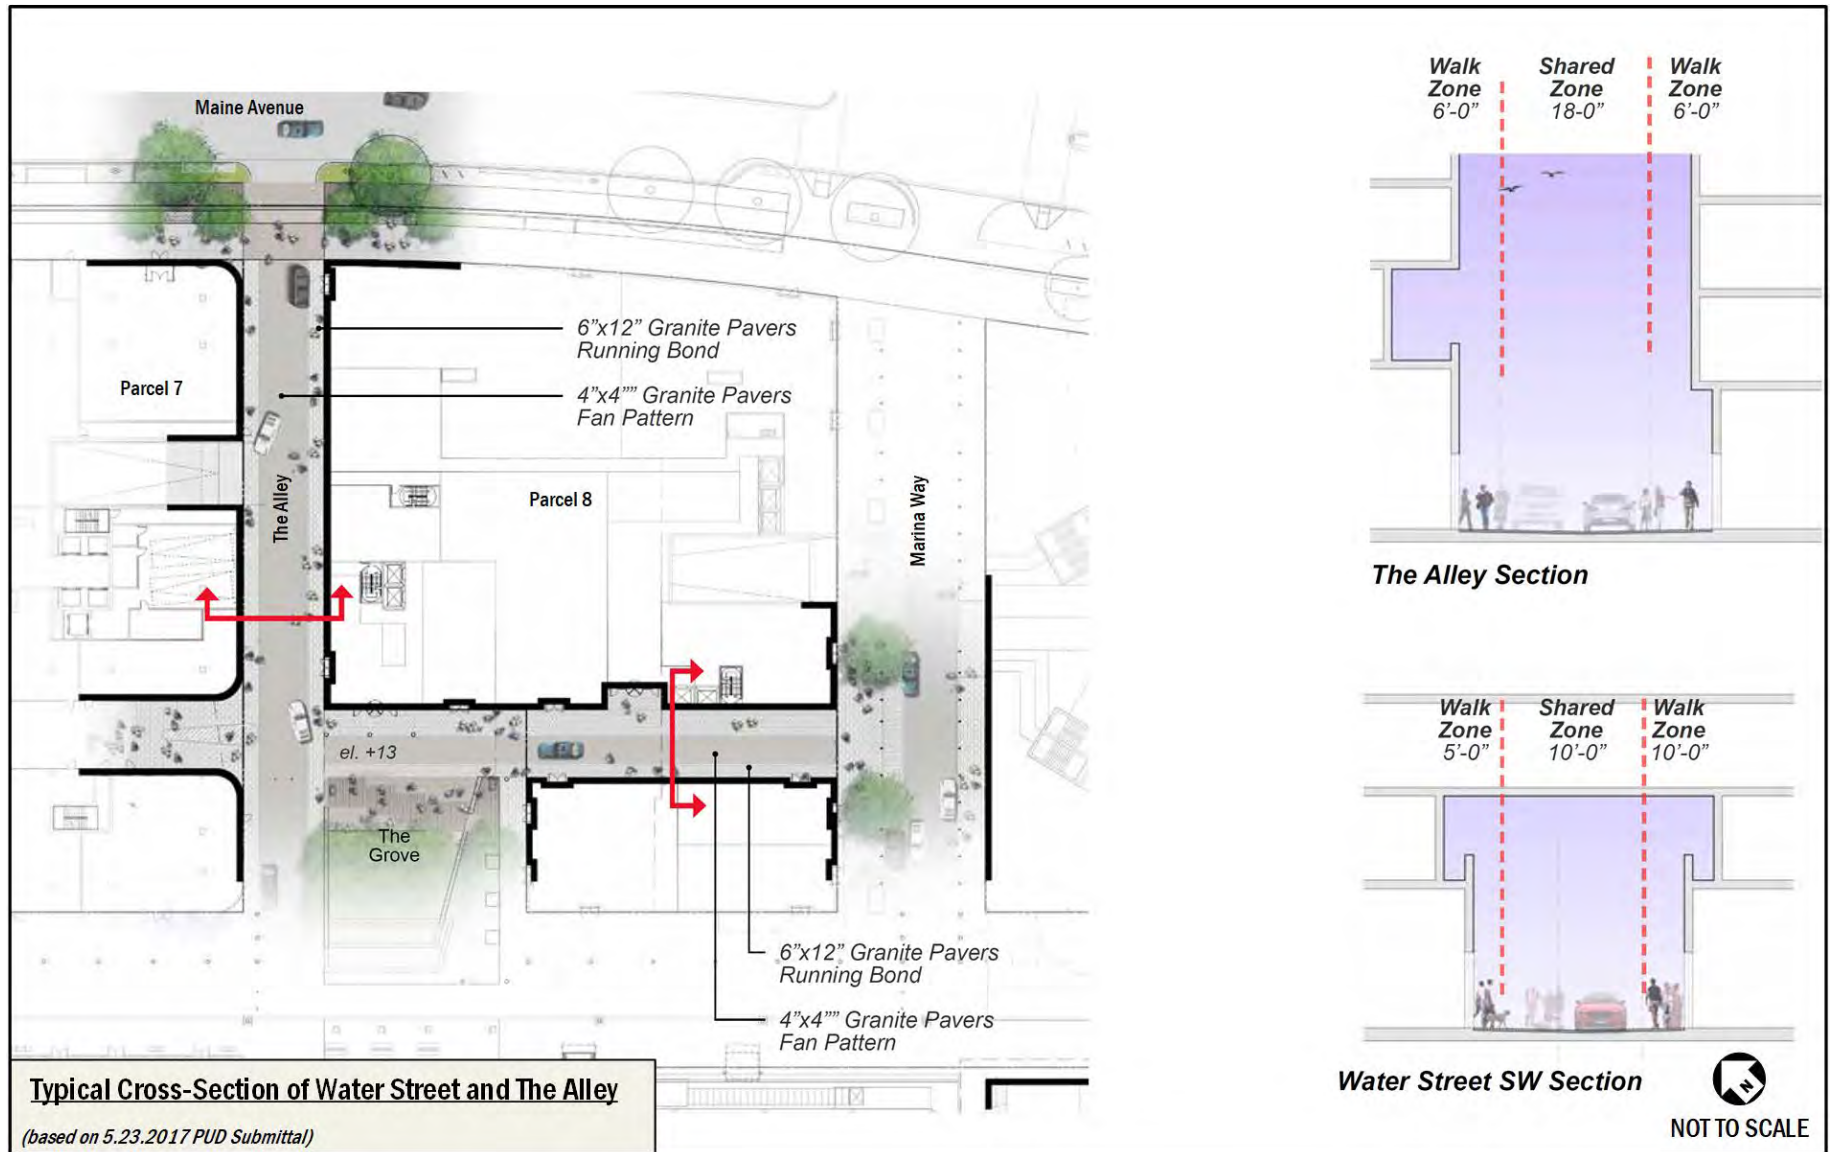 Maine Avenue
6”x12” Granite Pavers
Running Bond
Parcel 7
4”x4”” Granite Pavers
Fan Pattern
The Alley
Parcel 8
Marina Way
el. +13
The
Grove
6”x12” Granite Pavers
Running Bond
4”x4”” Granite Pavers
Fan Pattern
Walk
Zone
6’-0”
Shared
Zone
18-0”
Walk
Zone
6’-0”
The Alley Section
Walk
Zone
5’-0”
Shared
Zone
10’-0”
Walk
Zone
10’-0”
Water Street SW Section
N
NOT TO SCALE
Typical Cross-Section of Water Street and The Alley
(based on 5.23.2017 PUD Submittal)